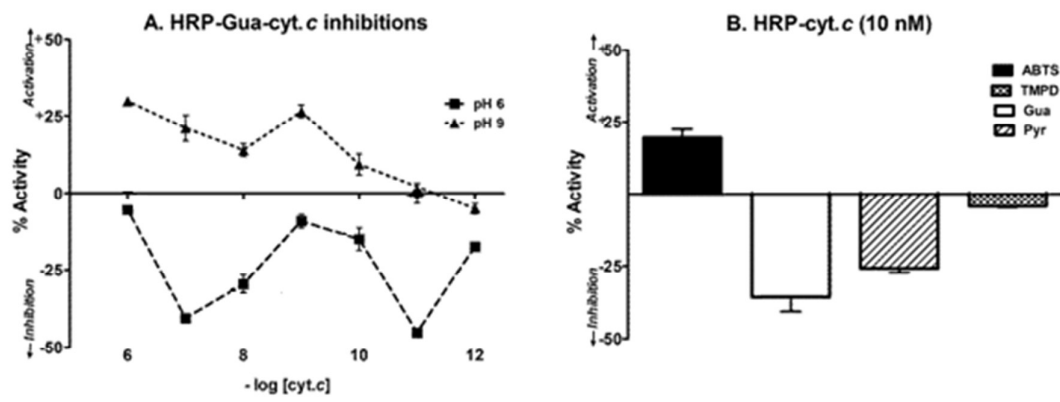 A. HRP-Gua-cyt.c inhibitions
+50
Activation→
+25
0
-25
-50
←Inhibition
% Activity
pH 6
pH 9
6 8 10 12
- log [cyt.c]
B. HRP-cyt.c (10 nM)
+50
Activation→
+25
0
-25
-50
←Inhibition
% Activity
ABTS
TMPD
Gua
Pyr